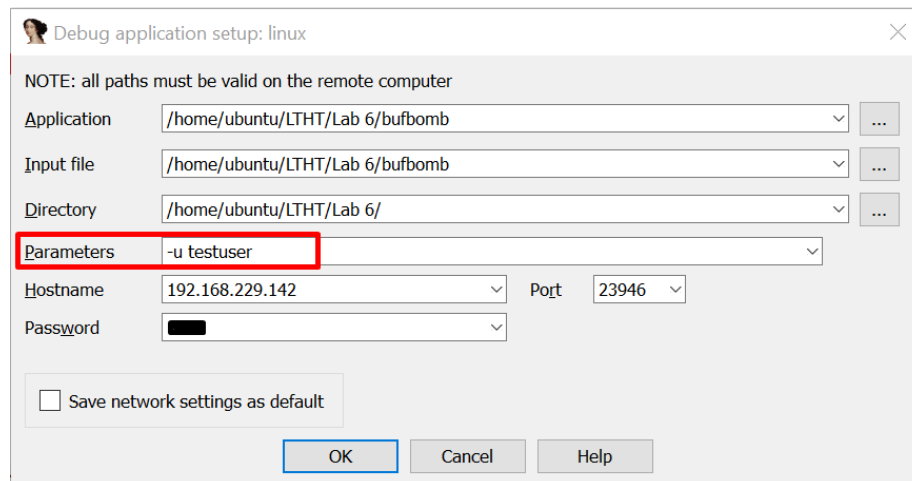 Debug application setup: linux
NOTE: all paths must be valid on the remote computer
Application /home/ubuntu/LTHT/Lab 6/bufbomb ...
Input file /home/ubuntu/LTHT/Lab 6/bufbomb ...
Directory /home/ubuntu/LTHT/Lab 6/ ...
Parameters -u testuser
Hostname 192.168.229.142 Port 23946
Password
Save network settings as default
OK Cancel Help